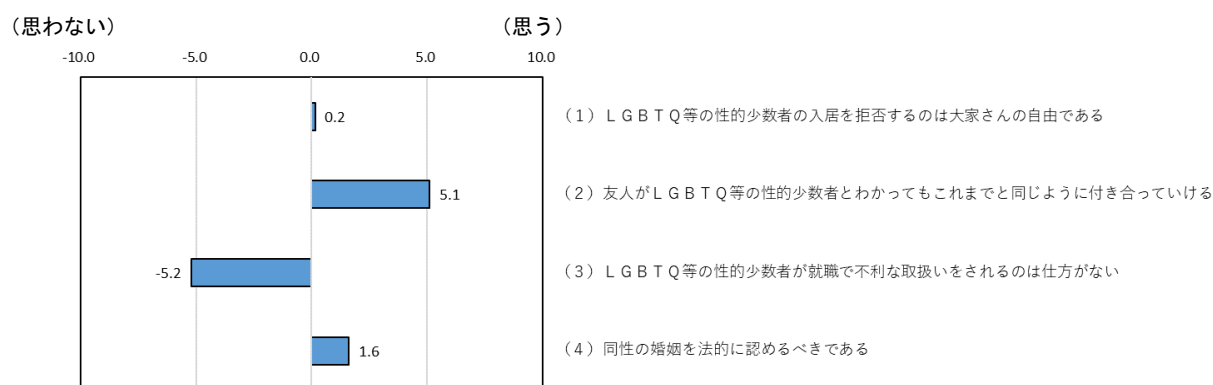 （思わない）　（思う）
-10.0　-5.0　0.0　5.0　10.0
0.2　（１）ＬＧＢＴＱ等の性的少数者の入居を拒否するのは大家さんの自由である
5.1　（２）友人がＬＧＢＴＱ等の性的少数者とわかってもこれまでと同じように付き合っていける
-5.2　（３）ＬＧＢＴＱ等の性的少数者が就職で不利な取扱いをされるのは仕方がない
1.6　（４）同性の婚姻を法的に認めるべきである